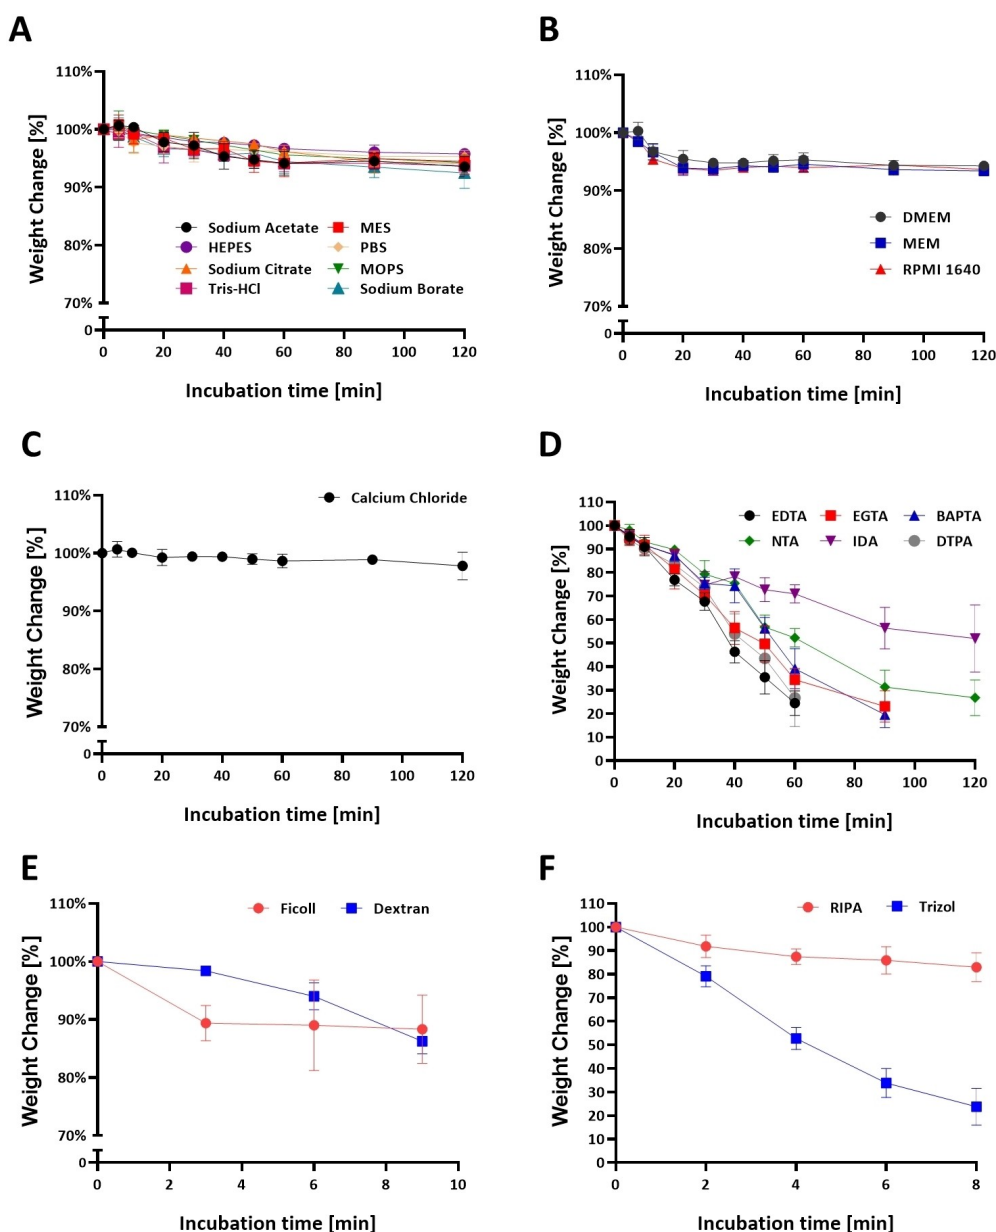 A
Weight Change [%]
110%
100%
90%
80%
70%
0
Sodium Acetate MES
HEPES PBS
Sodium Citrate MOPS
Tris-HCl Sodium Borate
0 20 40 60 80 100 120
Incubation time [min]
B
Weight Change [%]
110%
100%
90%
80%
70%
0
DMEM
MEM
RPMI 1640
0 20 40 60 80 100 120
Incubation time [min]
C
Weight Change [%]
110%
100%
90%
80%
70%
0
Calcium Chloride
0 20 40 60 80 100 120
Incubation time [min]
D
Weight Change [%]
110
100
90
80
70
60
50
40
30
20
10
0
EDTA EGTA BAPTA
NTA IDA DTPA
0 20 40 60 80 100 120
Incubation time [min]
E
Weight Change [%]
110%
100%
90%
80%
70%
0
Ficoll Dextran
0 2 4 6 8 10
Incubation time [min]
F
Weight Change [%]
110
100
90
80
70
60
50
40
30
20
10
0
RIPA Trizol
0 2 4 6 8
Incubation time [min]